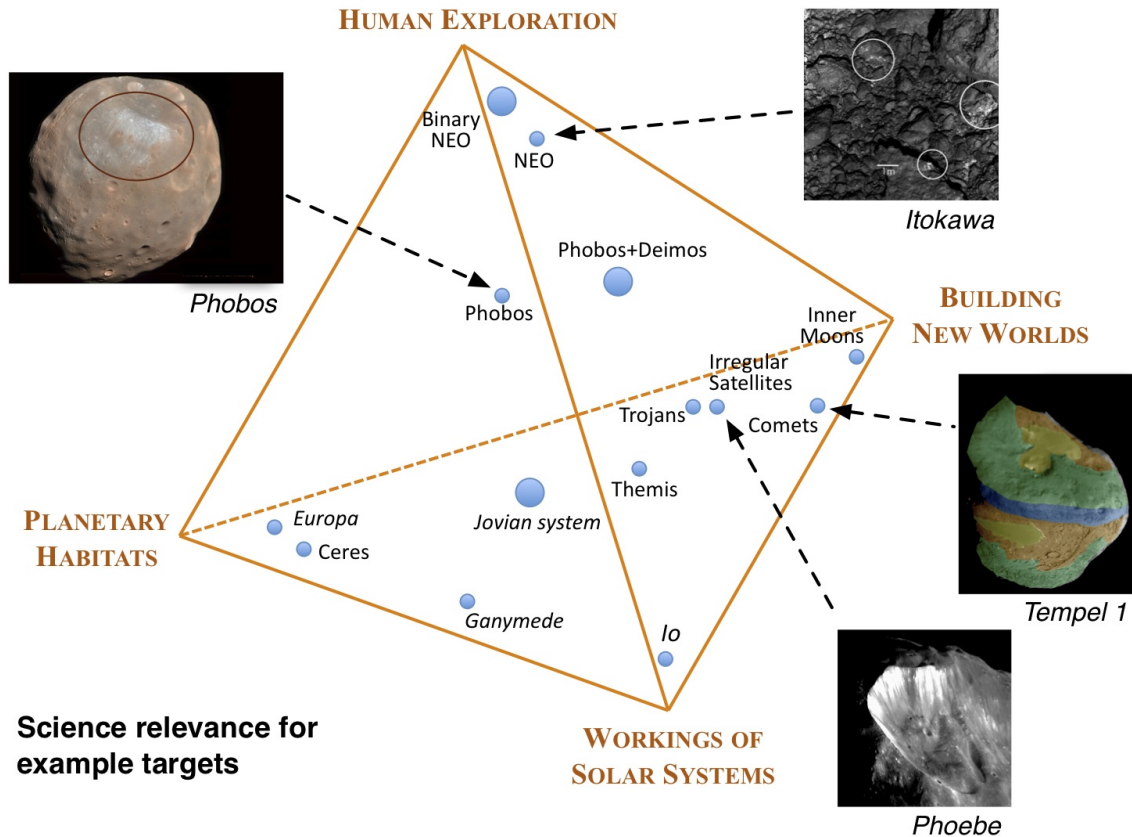 HUMAN EXPLORATION
Binary
NEO
NEO
1m
Itokawa
Phobos
Phobos+Deimos
Phobos
BUILDING
NEW WORLDS
Inner
Moons
Irregular
Satellites
Trojans
Comets
Themis
PLANETARY
HABITATS
Europa
Ceres
Jovian system
Ganymede
Io
Tempel 1
WORKINGS OF
SOLAR SYSTEMS
Phoebe
Science relevance for
example targets